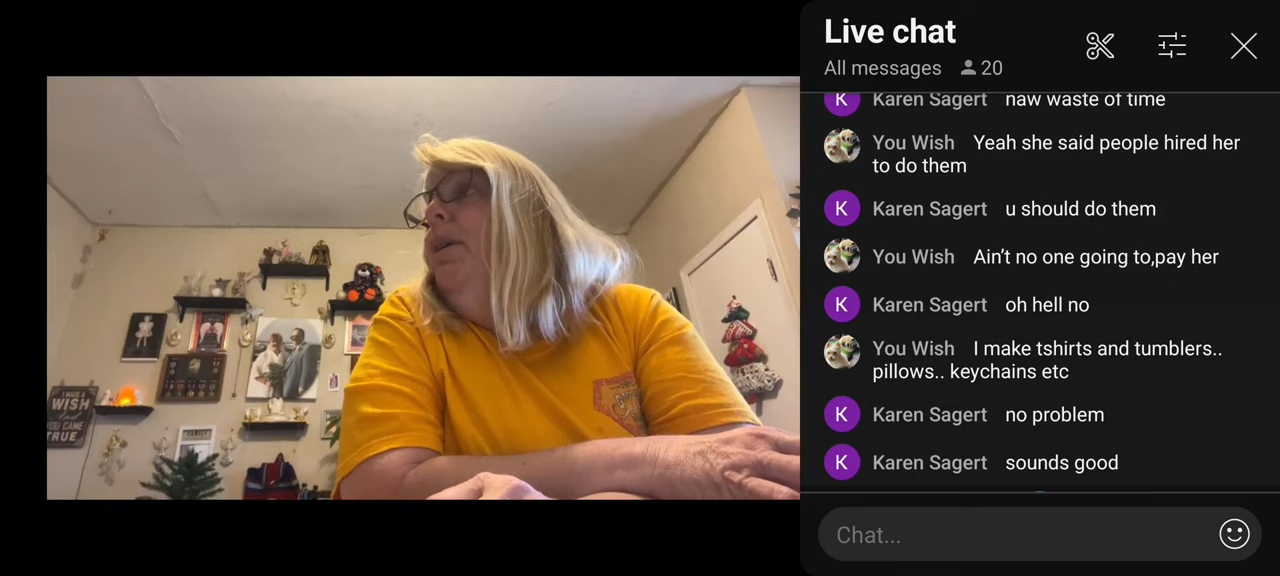 Live chat
All messages 20
K Karen Sagert naw waste of time
You Wish Yeah she said people hired her
to do them
K Karen Sagert u should do them
You Wish Ain't no one going to,pay her
K Karen Sagert oh hell no
You Wish I make tshirts and tumblers..
pillows.. keychains etc
K Karen Sagert no problem
K Karen Sagert sounds good
Chat...
I MADE A
WISH
And
YOU CAME
TRUE
FAMILY